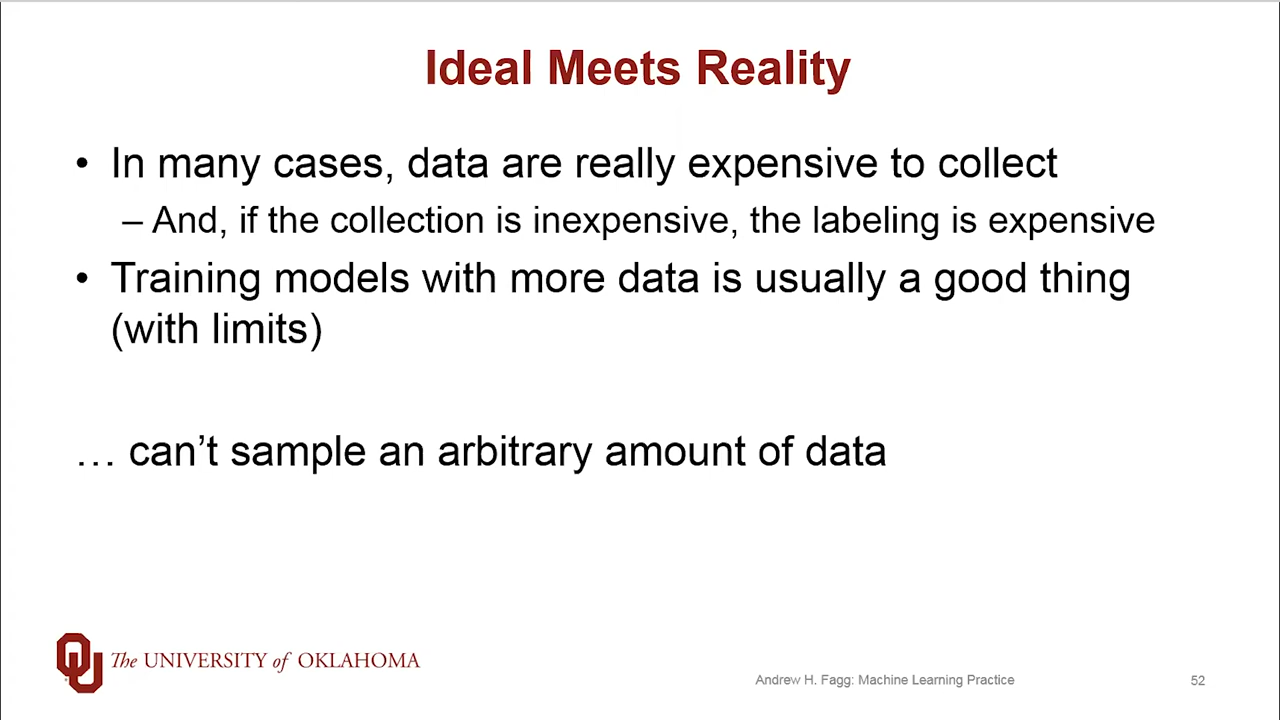 Ideal Meets Reality
• In many cases, data are really expensive to collect
– And, if the collection is inexpensive, the labeling is expensive
• Training models with more data is usually a good thing
(with limits)
… can’t sample an arbitrary amount of data
The UNIVERSITY of OKLAHOMA
Andrew H. Fagg: Machine Learning Practice
52